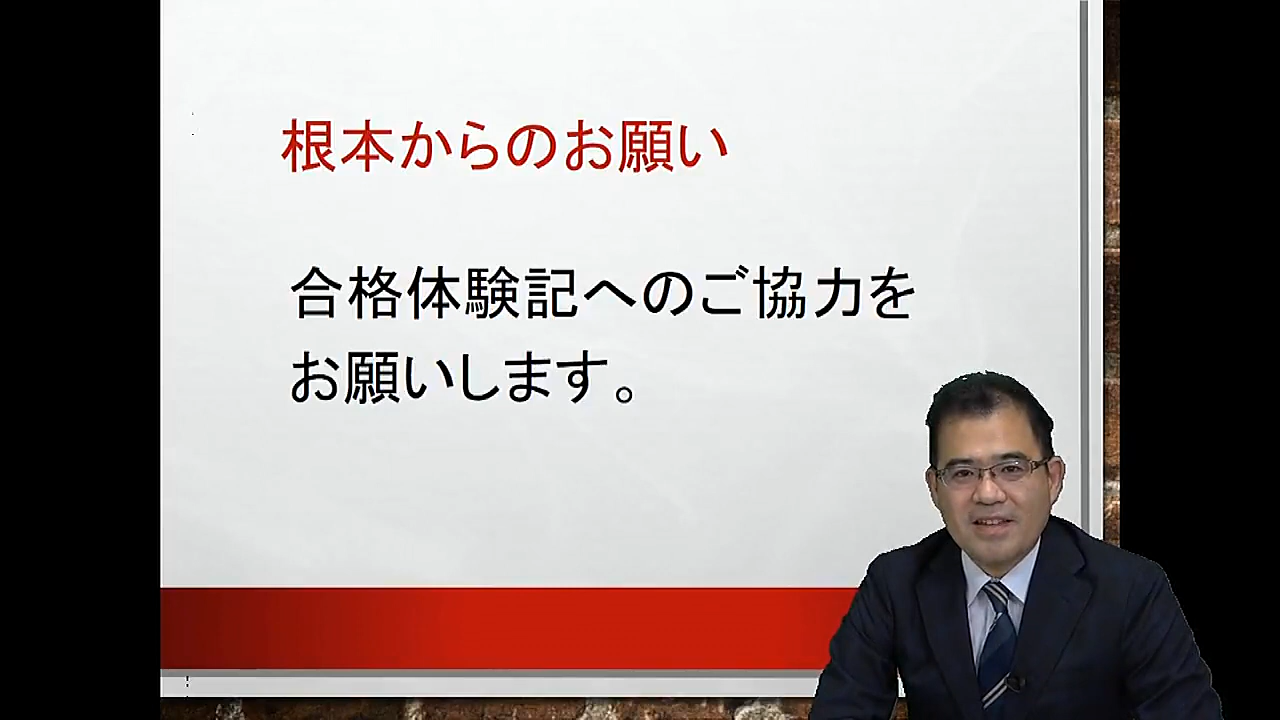 根本からのお願い
合格体験記へのご協力を
お願いします。